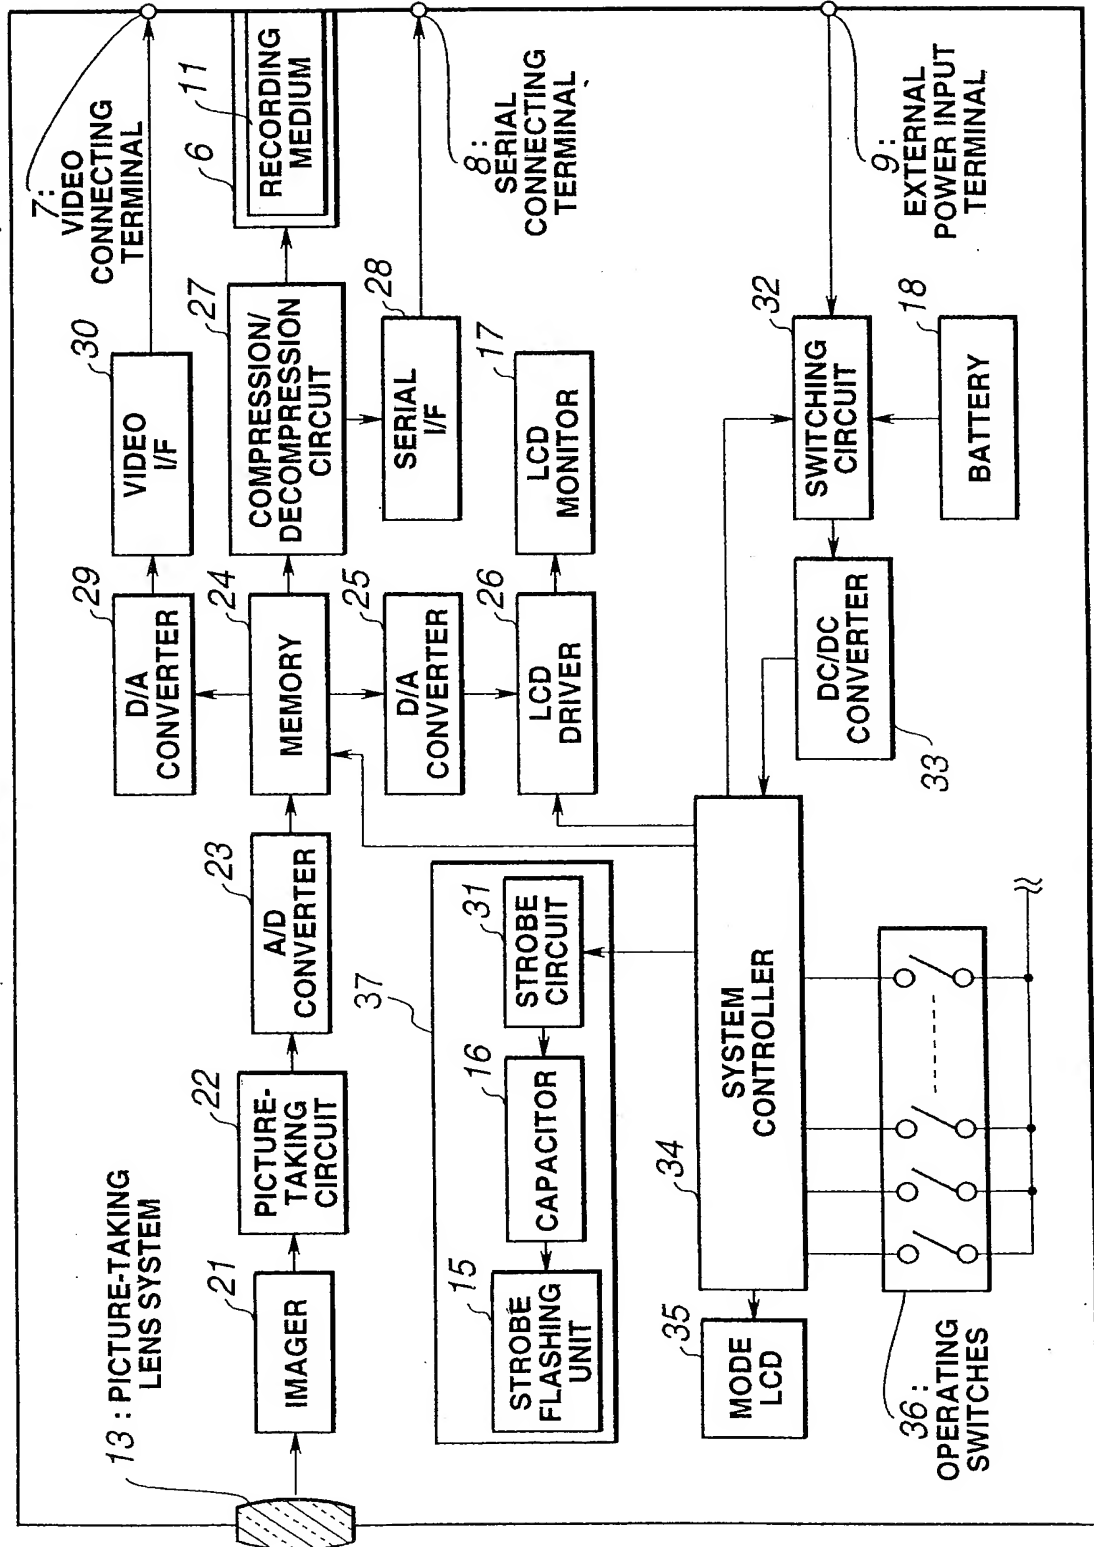 13 : PICTURE-TAKING
LENS SYSTEM
21
IMAGER
22
PICTURE-
TAKING
CIRCUIT
23
A/D
CONVERTER
24
MEMORY
29
D/A
CONVERTER
30
VIDEO
I/F
7:
VIDEO
CONNECTING
TERMINAL
27
COMPRESSION/
DECOMPRESSION
CIRCUIT
6
11
RECORDING
MEDIUM
28
SERIAL
I/F
8:
SERIAL
CONNECTING
TERMINAL
25
D/A
CONVERTER
26
LCD
DRIVER
17
LCD
MONITOR
37
15
STROBE
FLASHING
UNIT
16
CAPACITOR
31
STROBE
CIRCUIT
34
SYSTEM
CONTROLLER
35
MODE
LCD
36 :
OPERATING
SWITCHES
33
DC/DC
CONVERTER
32
SWITCHING
CIRCUIT
18
BATTERY
9:
EXTERNAL
POWER INPUT
TERMINAL